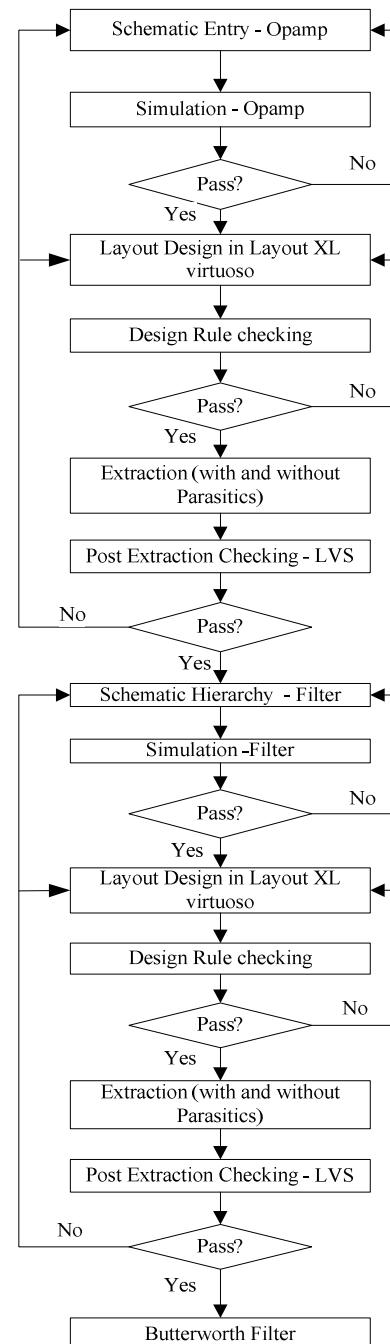 Schematic Entry - Opamp
Simulation - Opamp
Pass?
No
Yes
Layout Design in Layout XL
virtuoso
Design Rule checking
Pass?
No
Yes
Extraction (with and without
Parasitics)
Post Extraction Checking - LVS
No
Pass?
Yes
Schematic Hierarchy - Filter
Simulation -Filter
Pass?
No
Yes
Layout Design in Layout XL
virtuoso
Design Rule checking
Pass?
No
Yes
Extraction (with and without
Parasitics)
Post Extraction Checking - LVS
No
Pass?
Yes
Butterworth Filter